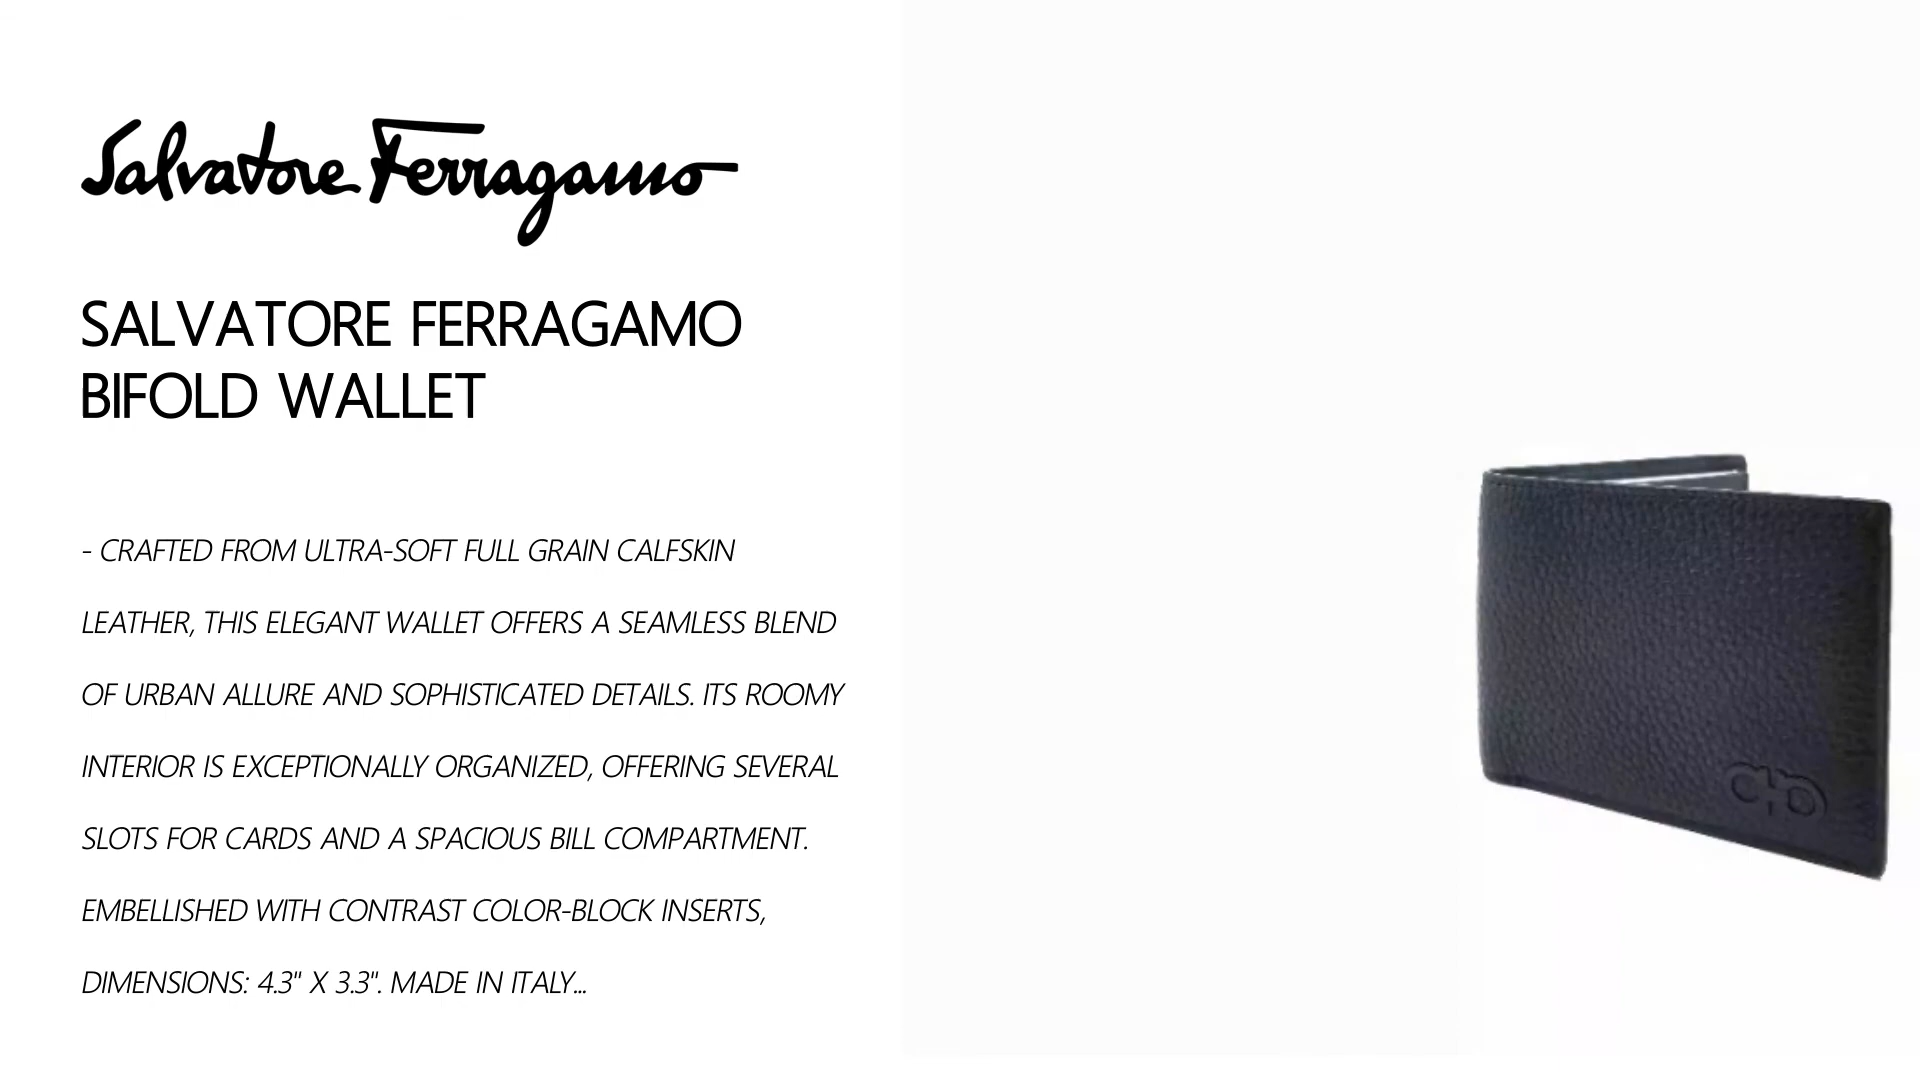 Salvatore Ferragamo
SALVATORE FERRAGAMO
BIFOLD WALLET
- CRAFTED FROM ULTRA-SOFT FULL GRAIN CALFSKIN
LEATHER, THIS ELEGANT WALLET OFFERS A SEAMLESS BLEND
OF URBAN ALLURE AND SOPHISTICATED DETAILS. ITS ROOMY
INTERIOR IS EXCEPTIONALLY ORGANIZED, OFFERING SEVERAL
SLOTS FOR CARDS AND A SPACIOUS BILL COMPARTMENT.
EMBELLISHED WITH CONTRAST COLOR-BLOCK INSERTS,
DIMENSIONS: 4.3" X 3.3". MADE IN ITALY...